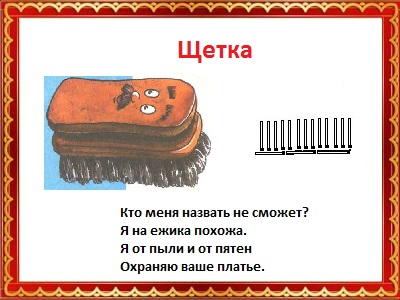 Щетка
Кто меня назвать не сможет?
Я на ежика похожа.
Я от пыли и от пятен
Охраняю ваше платье.